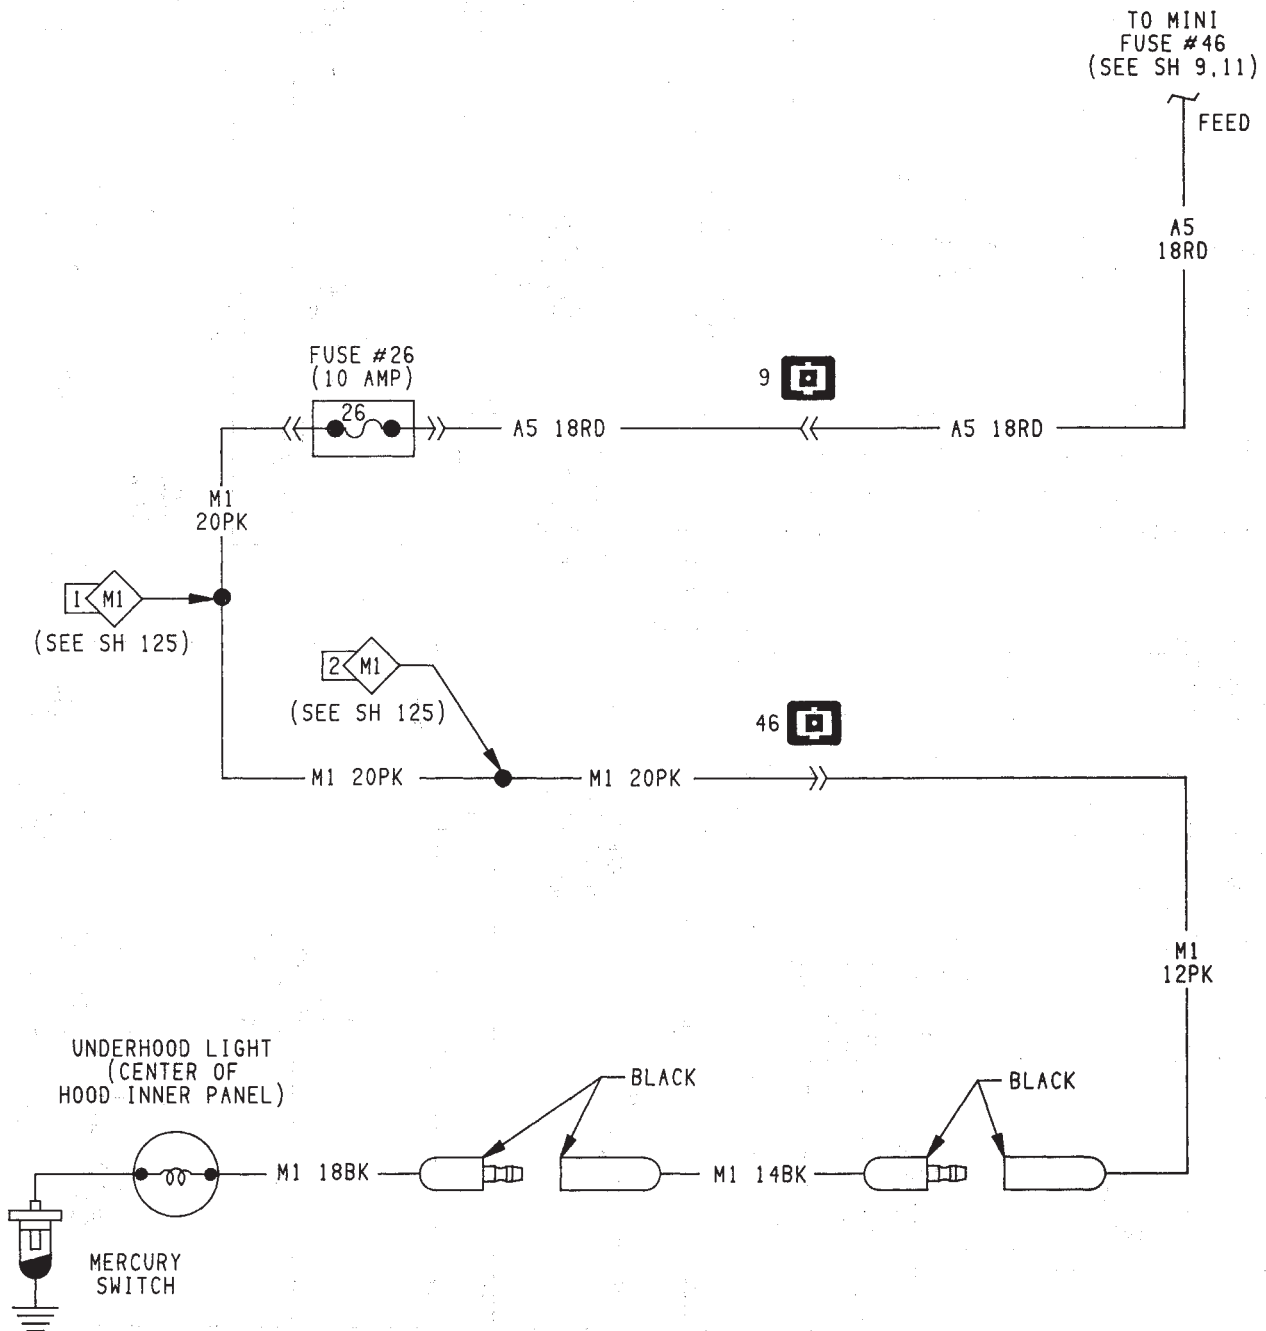 TO MINI
FUSE #46
(SEE SH 9,11)
FEED
A5
18RD
FUSE #26
(10 AMP)
26
9
A5 18RD
A5 18RD
M1
20PK
1 M1
(SEE SH 125)
2 M1
(SEE SH 125)
46
M1 20PK
M1 20PK
M1
12PK
UNDERHOOD LIGHT
(CENTER OF
HOOD INNER PANEL)
BLACK
BLACK
M1 18BK
M1 14BK
MERCURY
SWITCH